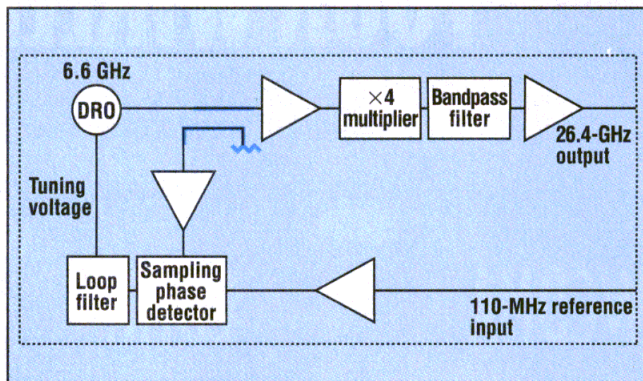 6.6 GHz
DRO
×4
multiplier
Bandpass
filter
26.4-GHz
output
Tuning
voltage
Loop
filter
Sampling
phase
detector
110-MHz reference
input